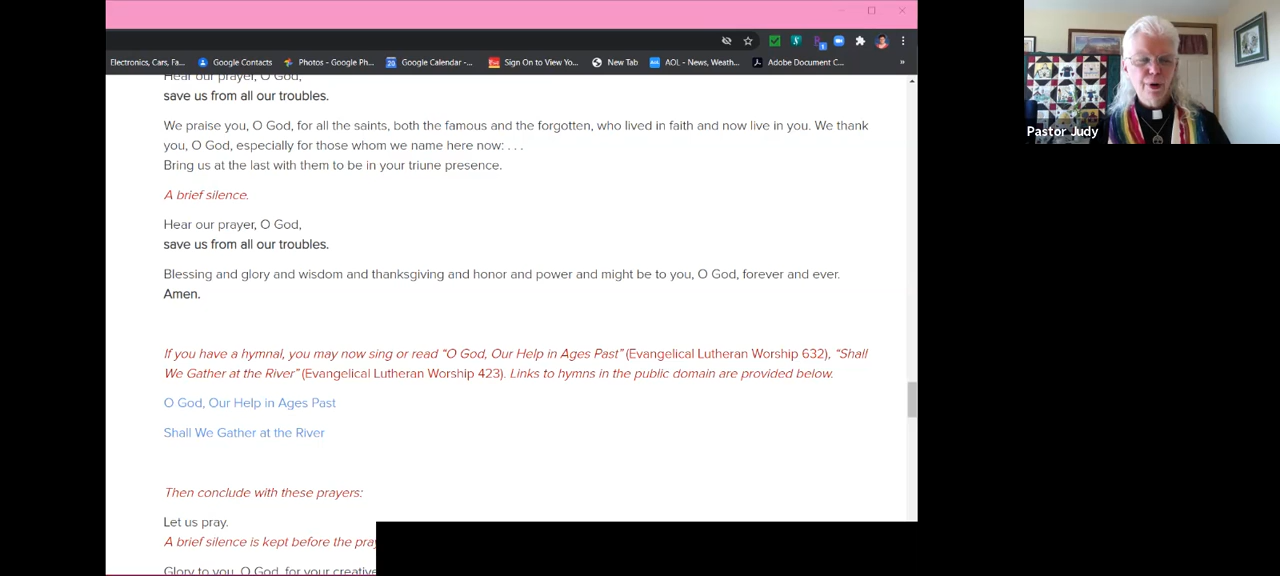 Electronics, Cars, Fa...
Google Contacts
Photos - Google Ph...
Google Calendar -...
Sign On to View Yo...
New Tab
AOL - News, Weath...
Adobe Document C...
»
Hear our prayer, O God,
save us from all our troubles.
We praise you, O God, for all the saints, both the famous and the forgotten, who lived in faith and now live in you. We thank
you, O God, especially for those whom we name here now: . . .
Bring us at the last with them to be in your triune presence.
A brief silence.
Hear our prayer, O God,
save us from all our troubles.
Blessing and glory and wisdom and thanksgiving and honor and power and might be to you, O God, forever and ever.
Amen.
If you have a hymnal, you may now sing or read “O God, Our Help in Ages Past” (Evangelical Lutheran Worship 632), “Shall
We Gather at the River” (Evangelical Lutheran Worship 423). Links to hymns in the public domain are provided below.
O God, Our Help in Ages Past
Shall We Gather at the River
Then conclude with these prayers:
Let us pray.
A brief silence is kept before the pray
Glory to you, O God, for your creative
Pastor Judy